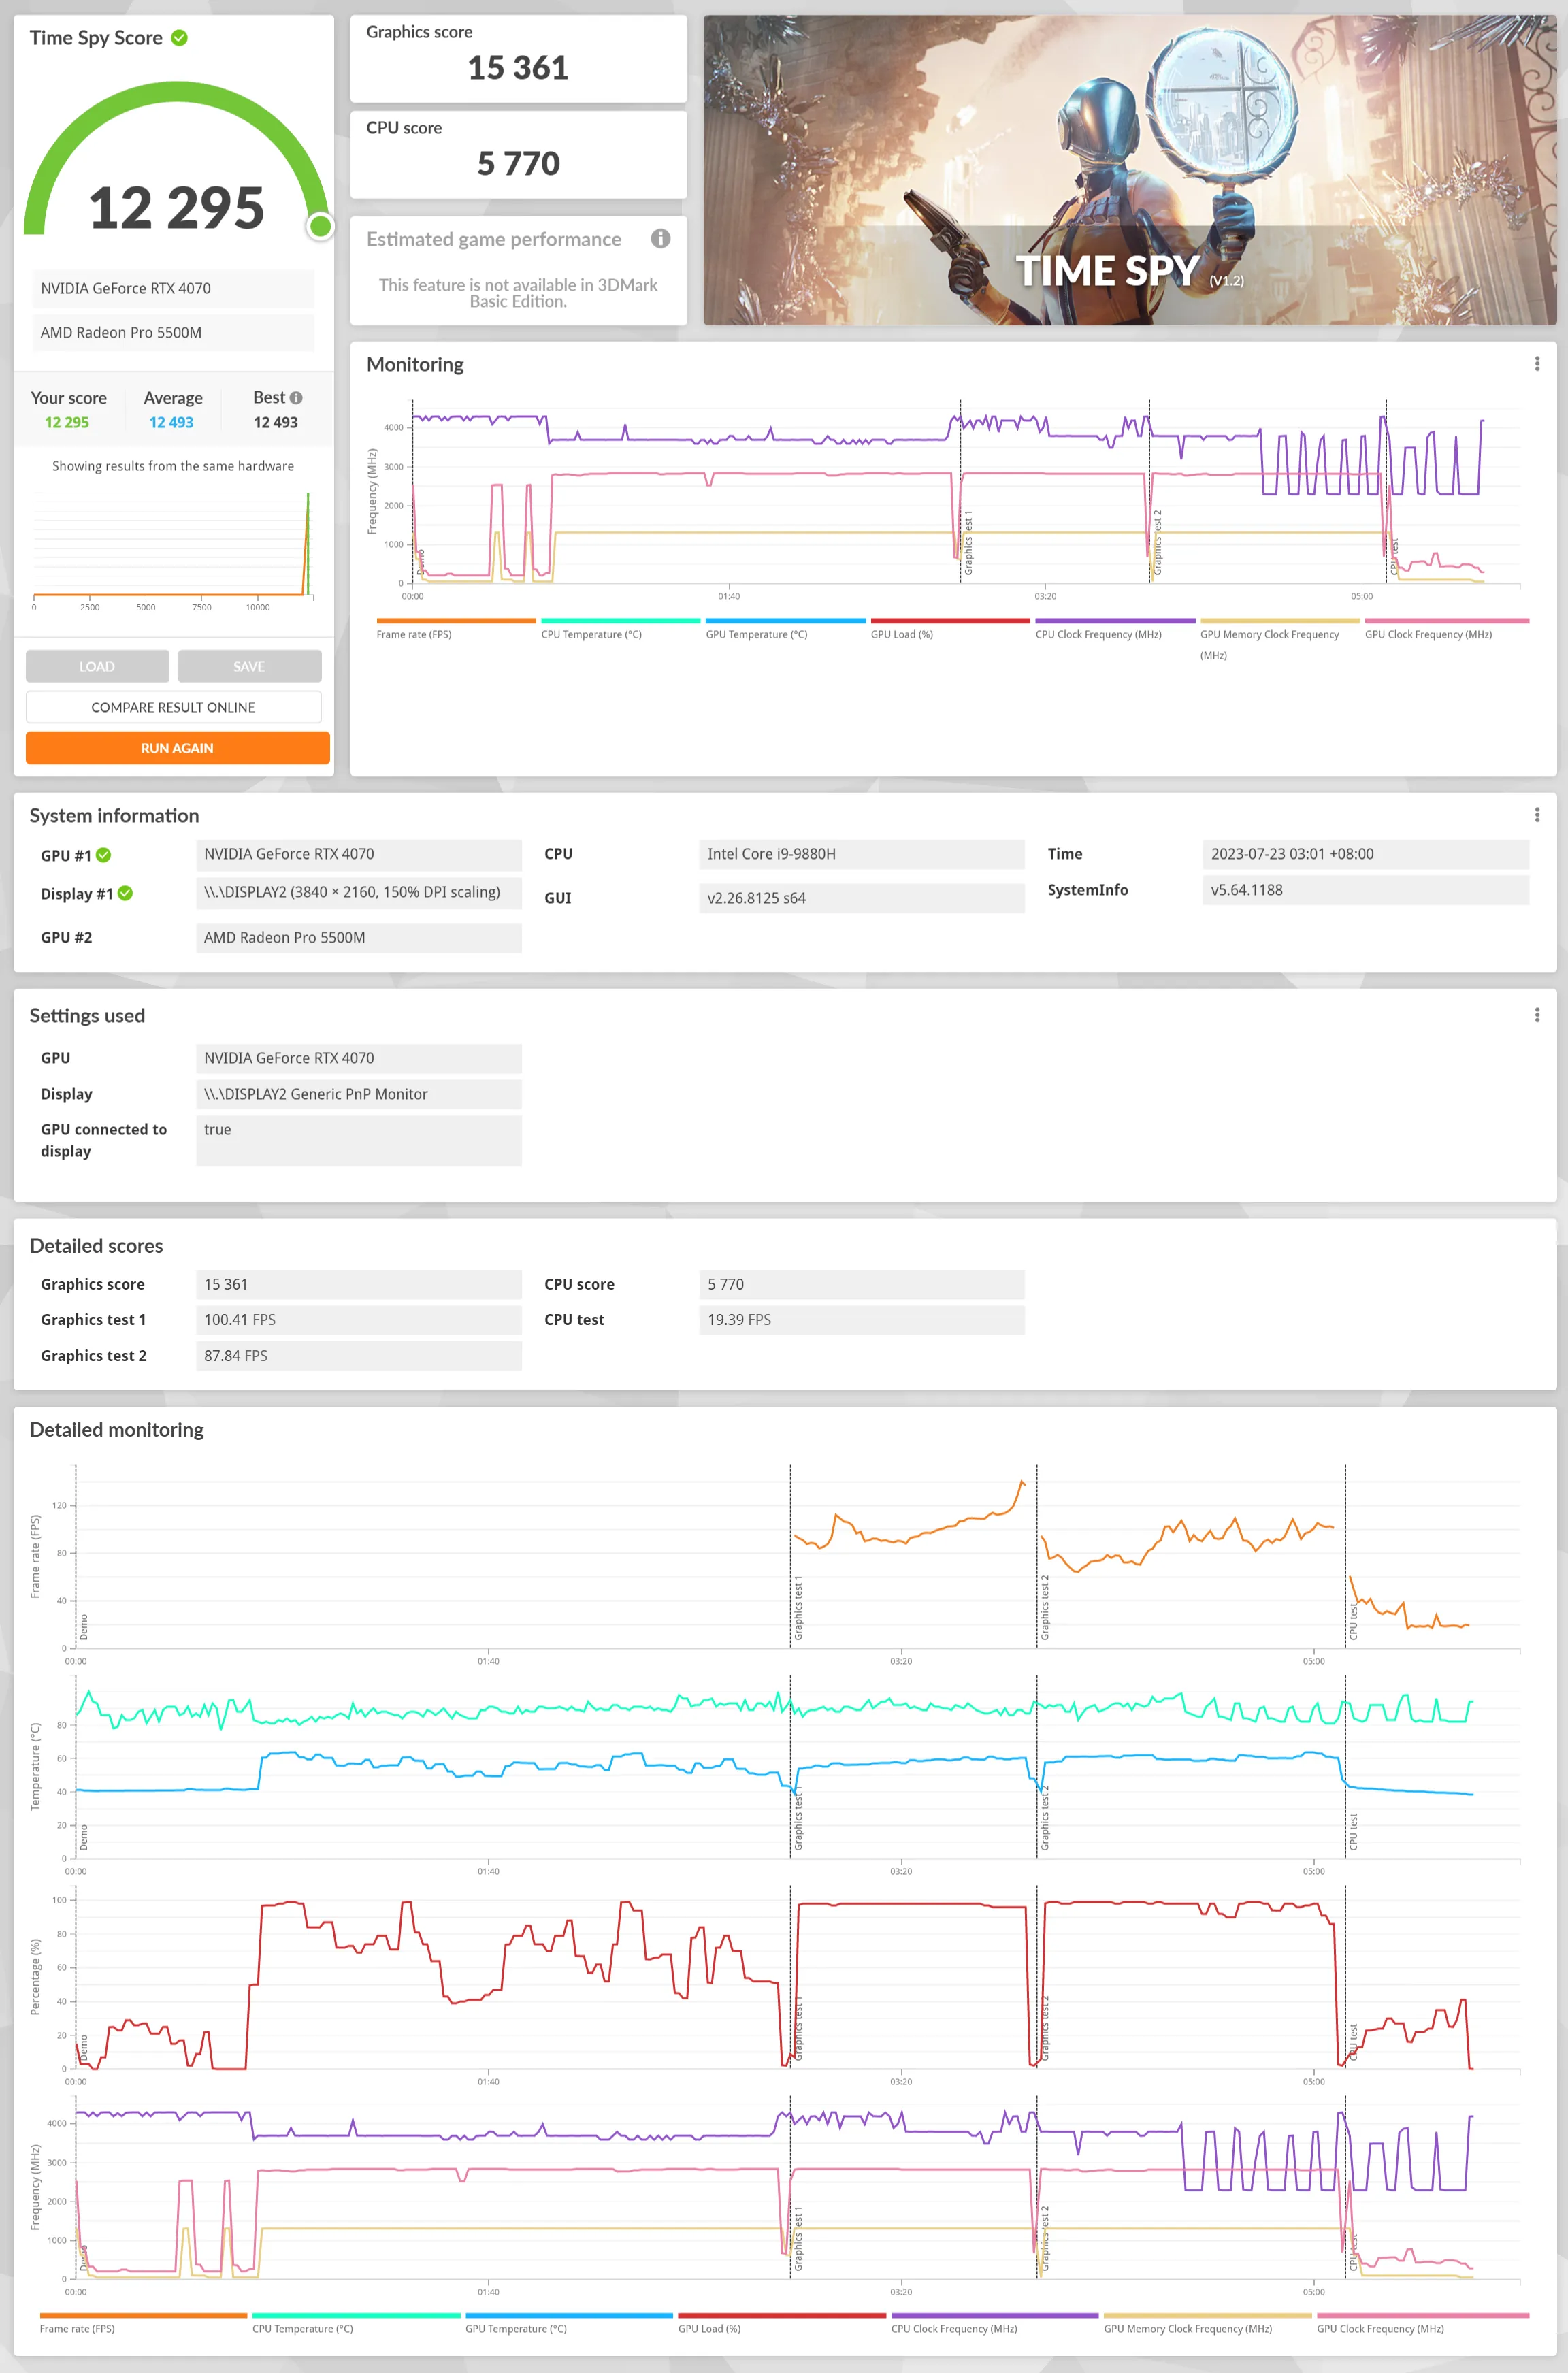 Time Spy Score
12 295
NVIDIA GeForce RTX 4070
AMD Radeon Pro 5500M
Your score Average Best
12 295 12 493 12 493
Showing results from the same hardware
0 2500 5000 7500 10000
LOAD SAVE
COMPARE RESULT ONLINE
RUN AGAIN
Graphics score
15 361
CPU score
5 770
Estimated game performance
This feature is not available in 3DMark
Basic Edition.
TIME SPY (V1.2)
Monitoring
Frequency (MHz)
4000
3000
2000
1000
0
Demo
Graphics test 1
Graphics test 2
CPU test
00:00 01:40 03:20 05:00
Frame rate (FPS) CPU Temperature (°C) GPU Temperature (°C) GPU Load (%) CPU Clock Frequency (MHz) GPU Memory Clock Frequency GPU Clock Frequency (MHz)
(MHz)
System information
GPU #1 NVIDIA GeForce RTX 4070 CPU Intel Core i9-9880H Time 2023-07-23 03:01 +08:00
Display #1 \\.\DISPLAY2 (3840 × 2160, 150% DPI scaling) GUI v2.26.8125 s64 SystemInfo v5.64.1188
GPU #2 AMD Radeon Pro 5500M
Settings used
GPU NVIDIA GeForce RTX 4070
Display \\.\DISPLAY2 Generic PnP Monitor
GPU connected to true
display
Detailed scores
Graphics score 15 361 CPU score 5 770
Graphics test 1 100.41 FPS CPU test 19.39 FPS
Graphics test 2 87.84 FPS
Detailed monitoring
Frame rate (FPS)
120
80
40
0
Demo
Graphics test 1
Graphics test 2
CPU test
00:00 01:40 03:20 05:00
Temperature (°C)
80
60
40
20
0
Demo
Graphics test 1
Graphics test 2
CPU test
00:00 01:40 03:20 05:00
Percentage (%)
100
80
60
40
20
0
Demo
Graphics test 1
Graphics test 2
CPU test
00:00 01:40 03:20 05:00
Frequency (MHz)
4000
3000
2000
1000
0
Demo
Graphics test 1
Graphics test 2
CPU test
00:00 01:40 03:20 05:00
Frame rate (FPS) CPU Temperature (°C) GPU Temperature (°C) GPU Load (%) CPU Clock Frequency (MHz) GPU Memory Clock Frequency (MHz) GPU Clock Frequency (MHz)